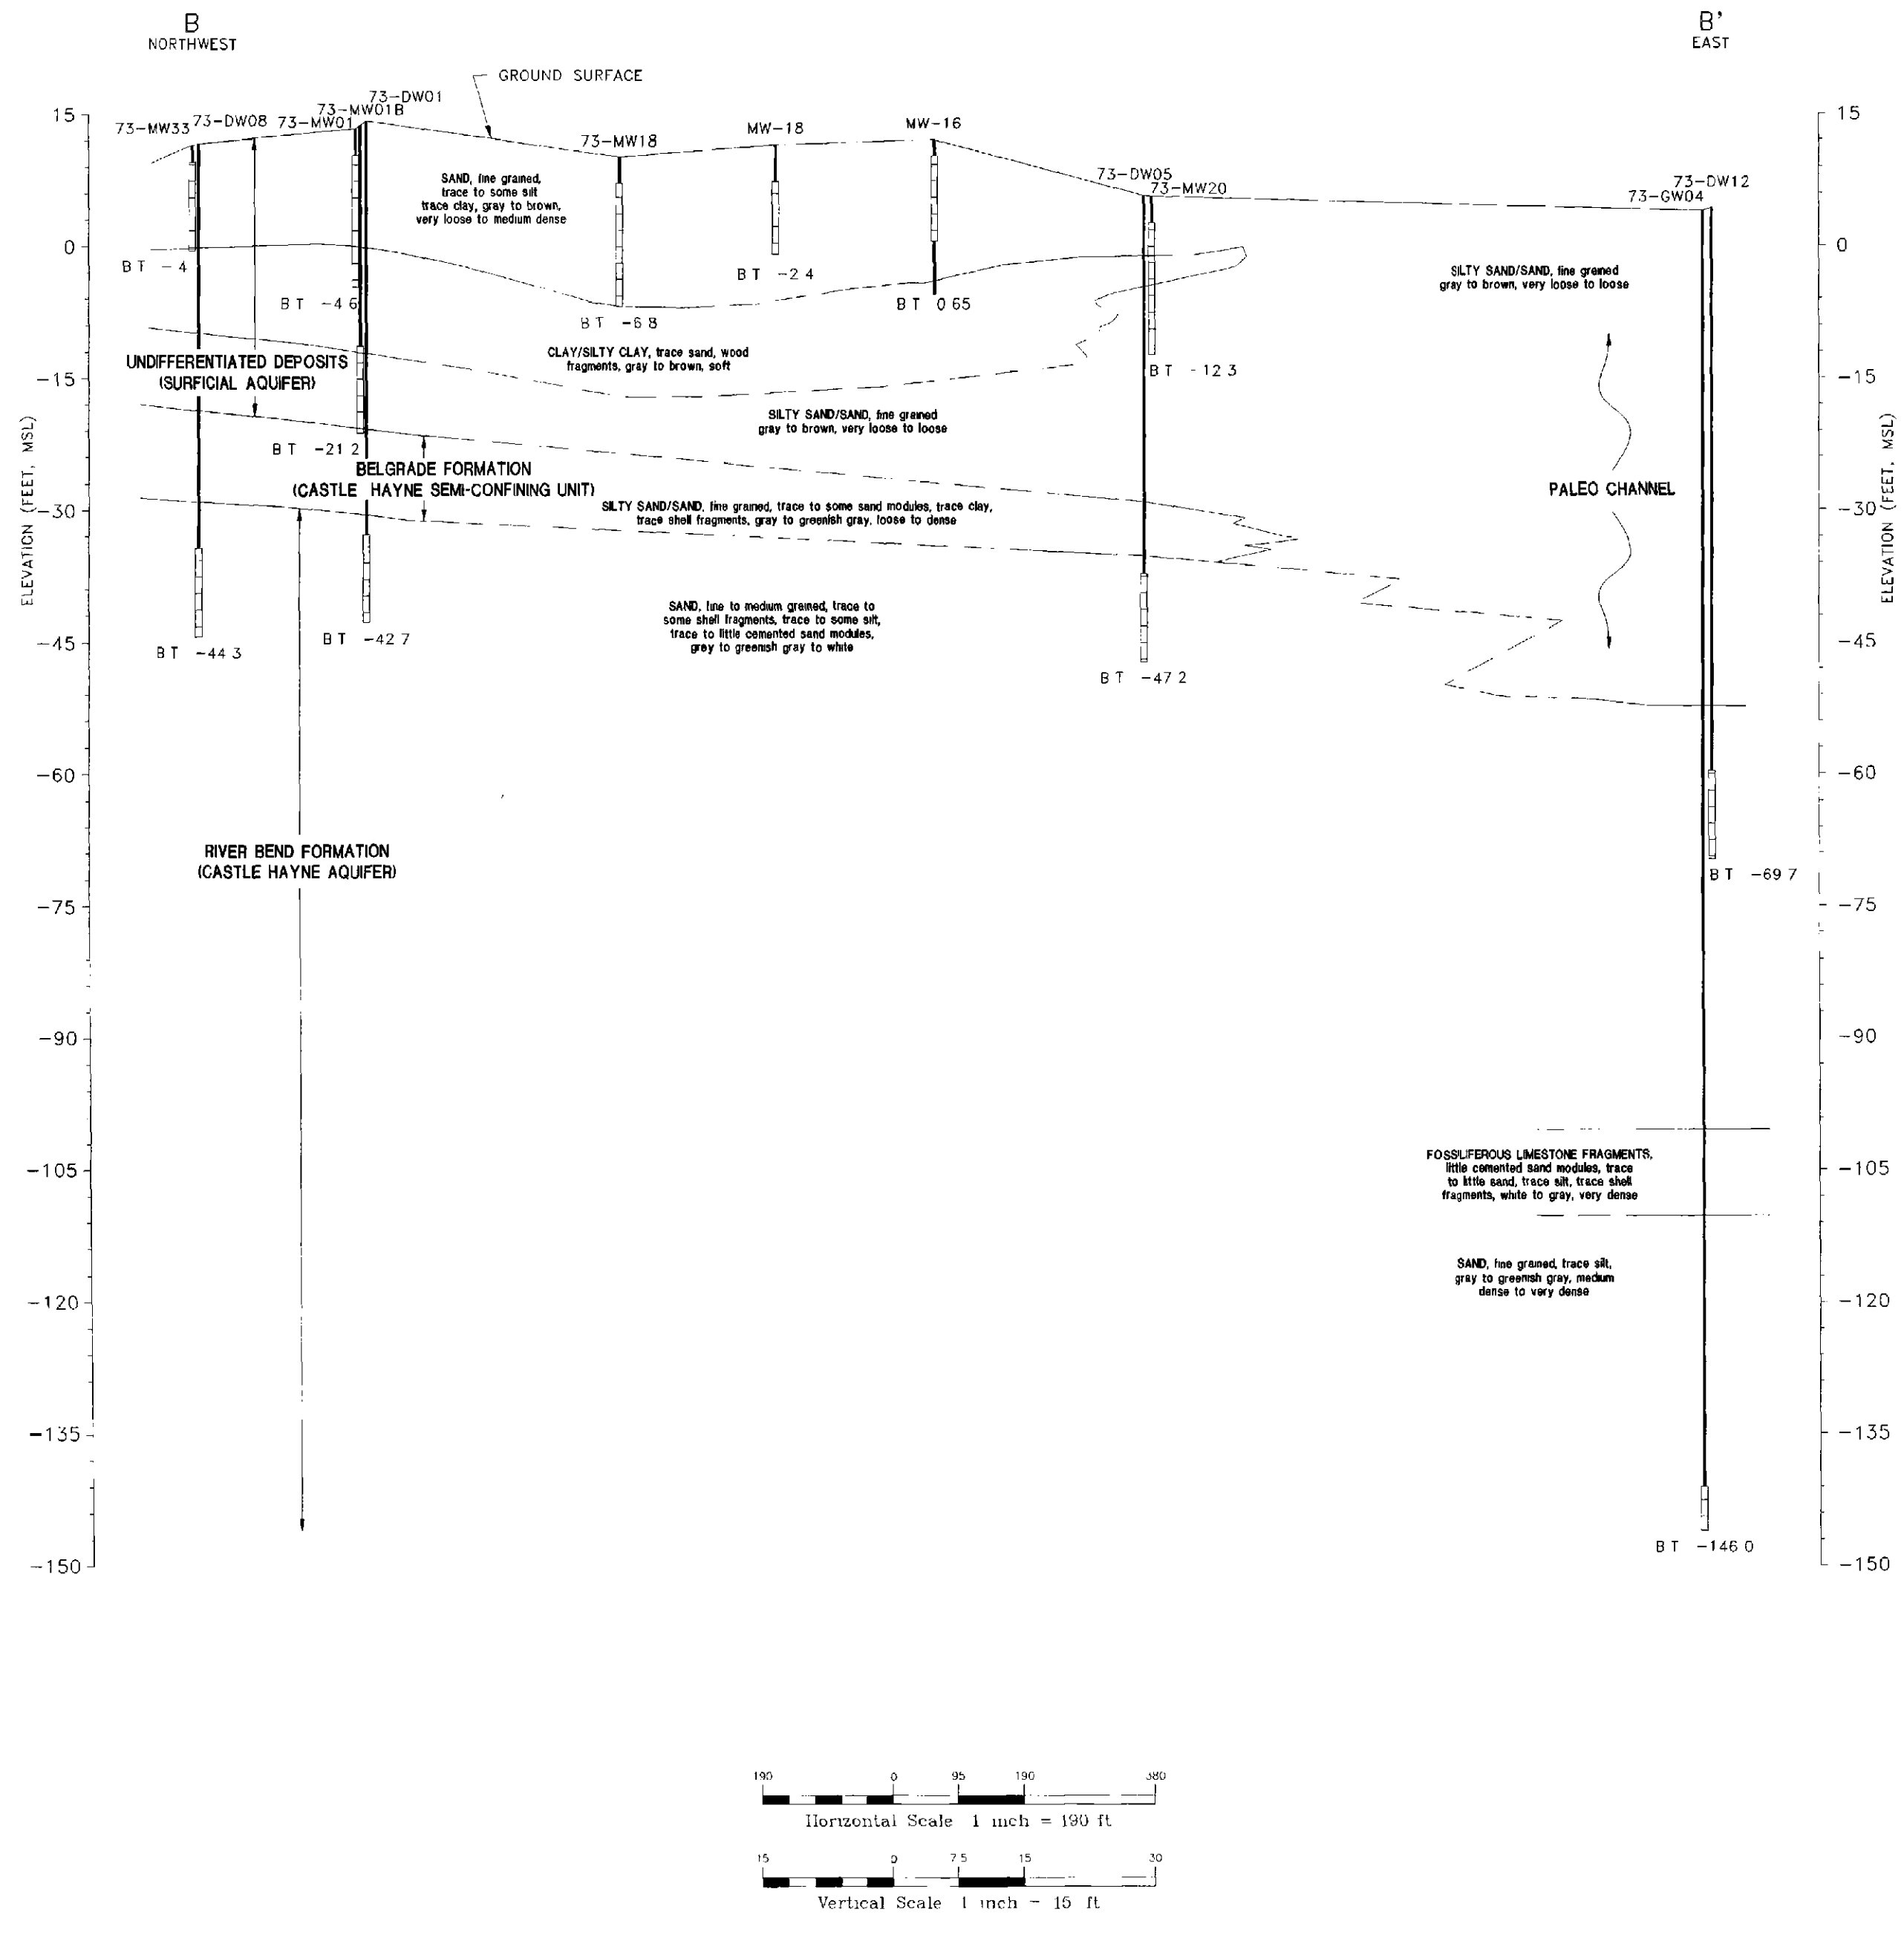 B
NORTHWEST
B'
EAST
GROUND SURFACE
73-MW33
73-DW08
73-MW01
73-MW01B
73-DW01
73-MW18
MW-18
MW-16
73-DW05
73-MW20
73-GW04
73-DW12
15
0
-15
-30
-45
-60
-75
-90
-105
-120
-135
-150
ELEVATION (FEET, MSL)
SAND, fine grained,
trace to some silt
trace clay, gray to brown,
very loose to medium dense
BT -4
BT -4 6
BT -6 8
BT -2 4
BT 0 65
BT -12 3
SILTY SAND/SAND, fine grained
gray to brown, very loose to loose
CLAY/SILTY CLAY, trace sand, wood
fragments, gray to brown, soft
UNDIFFERENTIATED DEPOSITS
(SURFICIAL AQUIFER)
SILTY SAND/SAND, fine grained
gray to brown, very loose to loose
BT -21 2
BELGRADE FORMATION
(CASTLE HAYNE SEMI-CONFINING UNIT)
SILTY SAND/SAND, fine grained, trace to some sand modules, trace clay,
trace shell fragments, gray to greenish gray, loose to dense
PALEO CHANNEL
SAND, fine to medium grained, trace to
some shell fragments, trace to some silt,
trace to little cemented sand modules,
grey to greenish gray to white
BT -44 3
BT -42 7
BT -47 2
RIVER BEND FORMATION
(CASTLE HAYNE AQUIFER)
BT -69 7
FOSSILIFEROUS LIMESTONE FRAGMENTS,
little cemented sand modules, trace
to little sand, trace silt, trace shell
fragments, white to gray, very dense
SAND, fine grained, trace silt,
gray to greenish gray, medium
dense to very dense
BT -146 0
15
0
-15
-30
-45
-60
-75
-90
-105
-120
-135
-150
ELEVATION (FEET, MSL)
190 0 95 190 380
Horizontal Scale 1 inch = 190 ft
15 0 7 5 15 30
Vertical Scale 1 inch = 15 ft